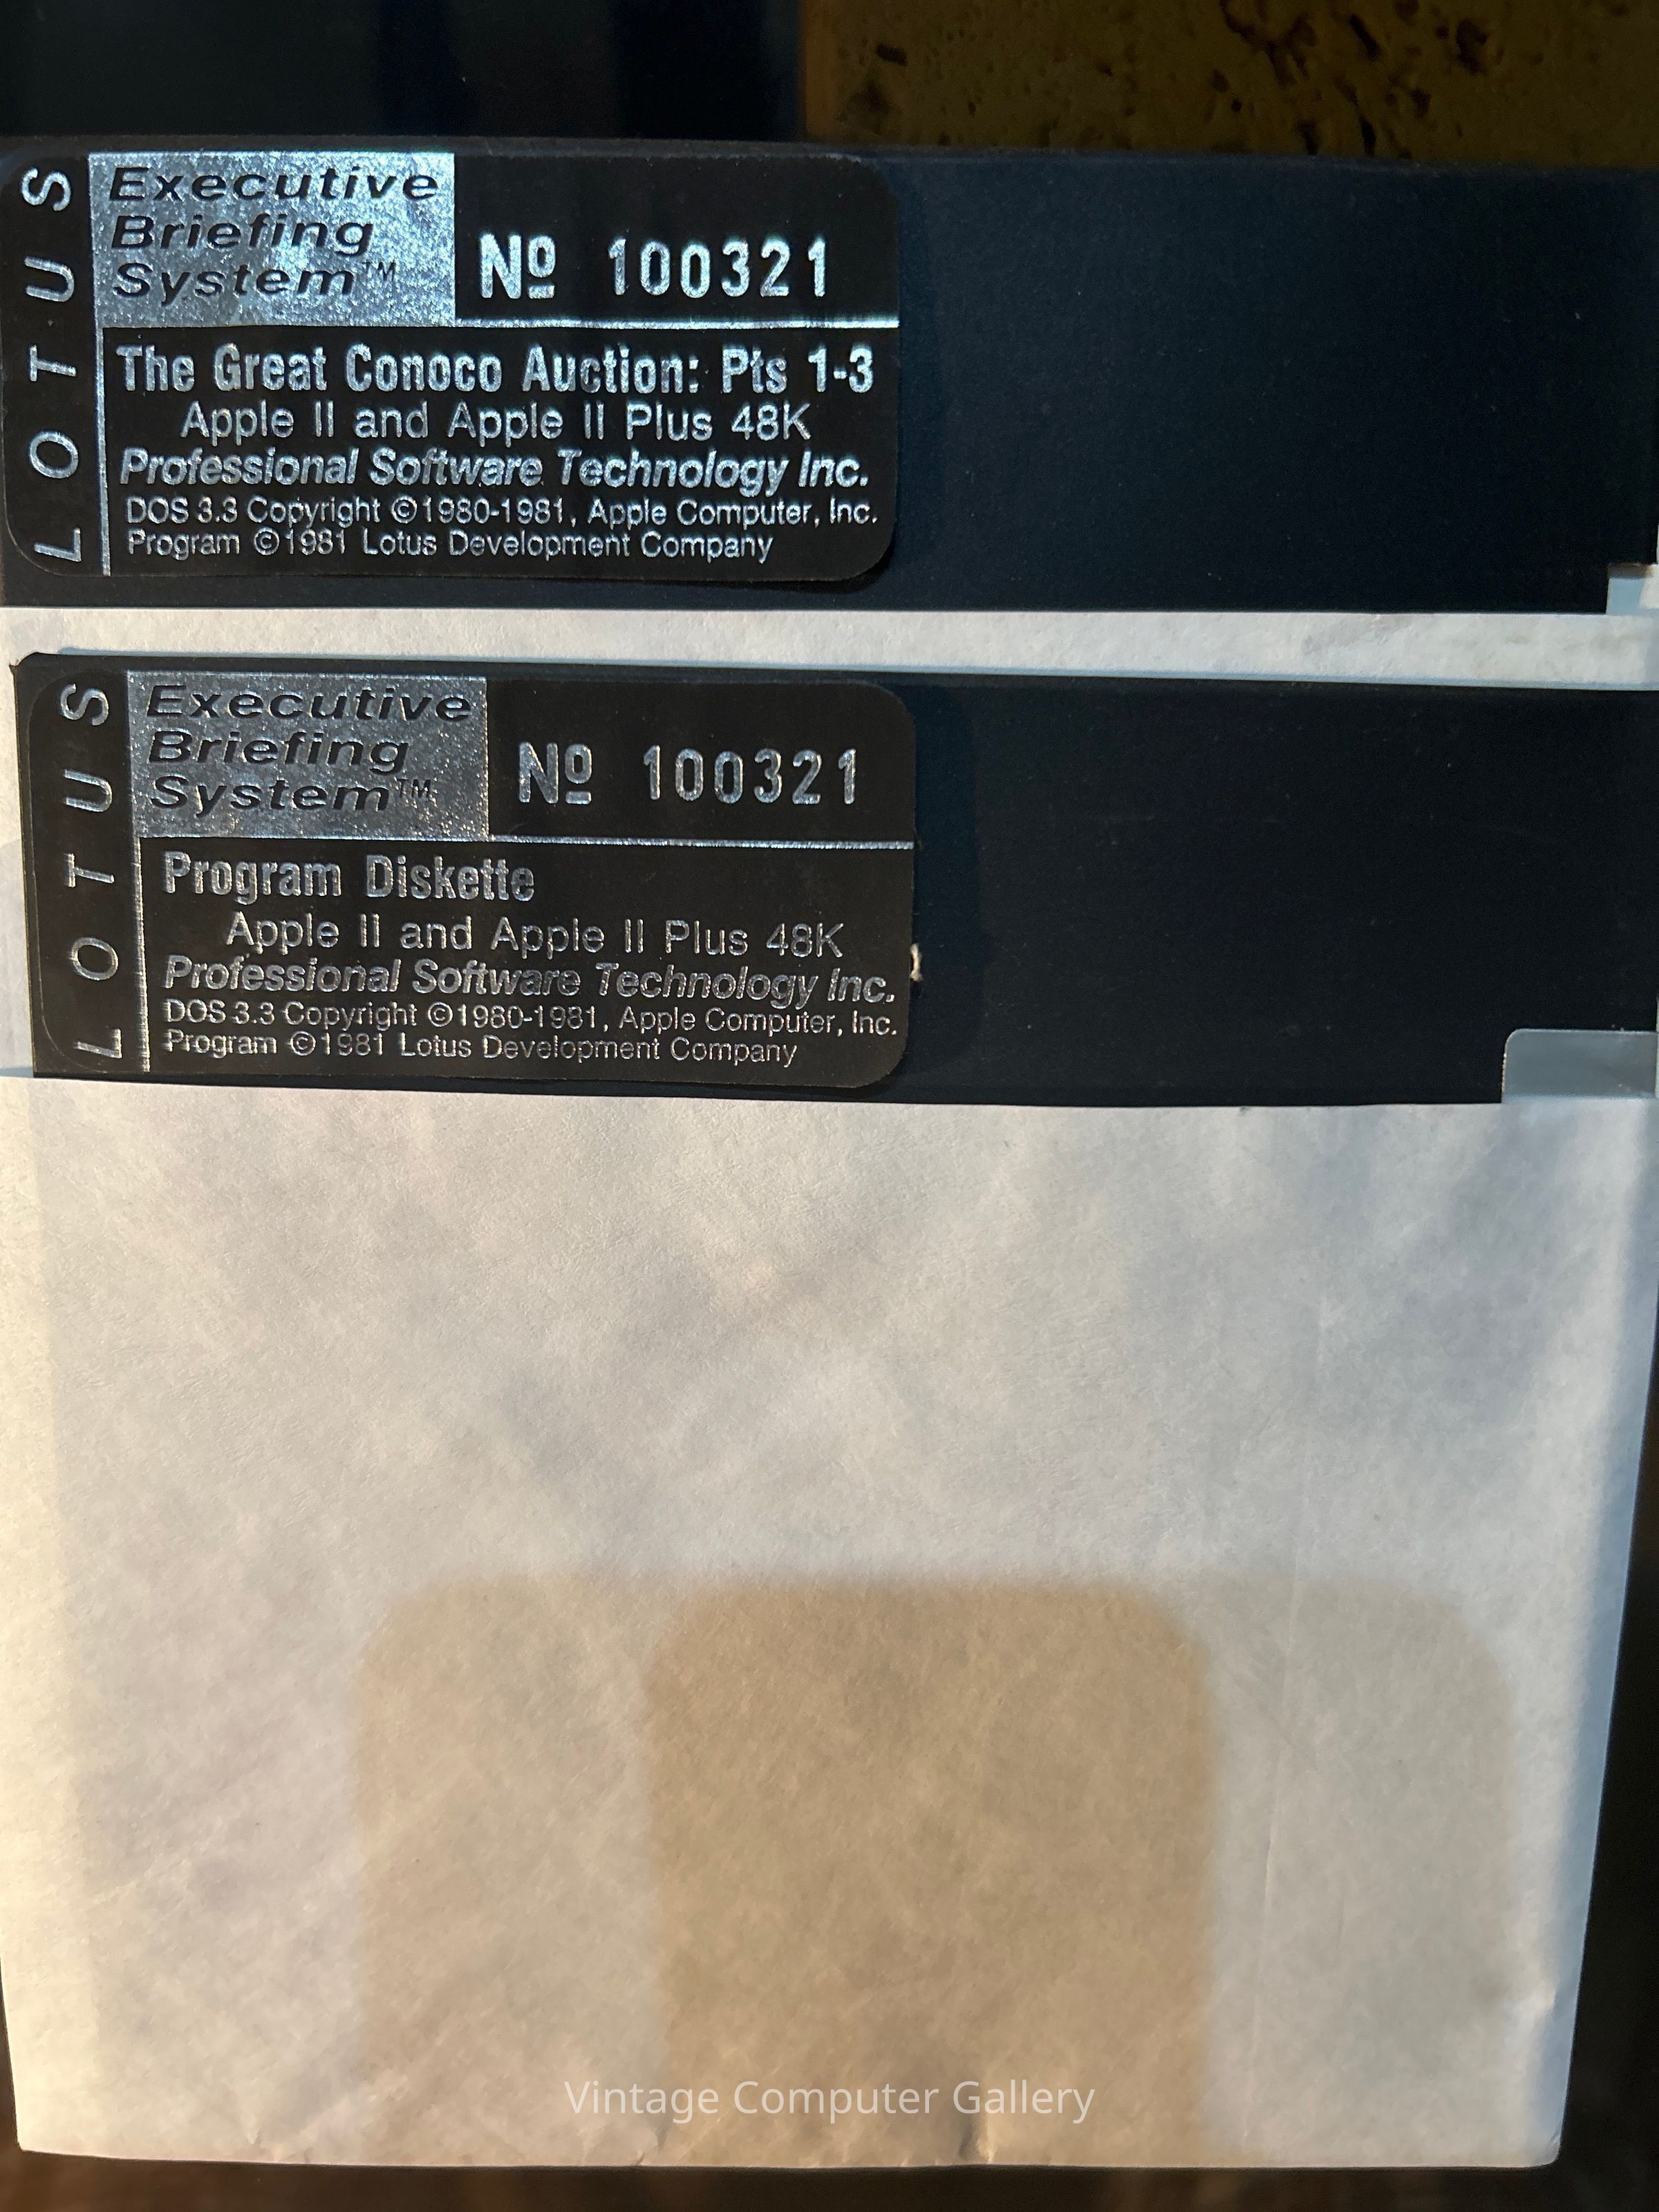 LOTUS
Executive
Briefing
System™
Nº 100321
The Great Conoco Auction: Pts 1-3
Apple II and Apple II Plus 48K
Professional Software Technology Inc.
DOS 3.3 Copyright ©1980-1981, Apple Computer, Inc.
Program ©1981 Lotus Development Company
LOTUS
Executive
Briefing
System™
Nº 100321
Program Diskette
Apple II and Apple II Plus 48K
Professional Software Technology Inc.
DOS 3.3 Copyright ©1980-1981, Apple Computer, Inc.
Program ©1981 Lotus Development Company
Vintage Computer Gallery